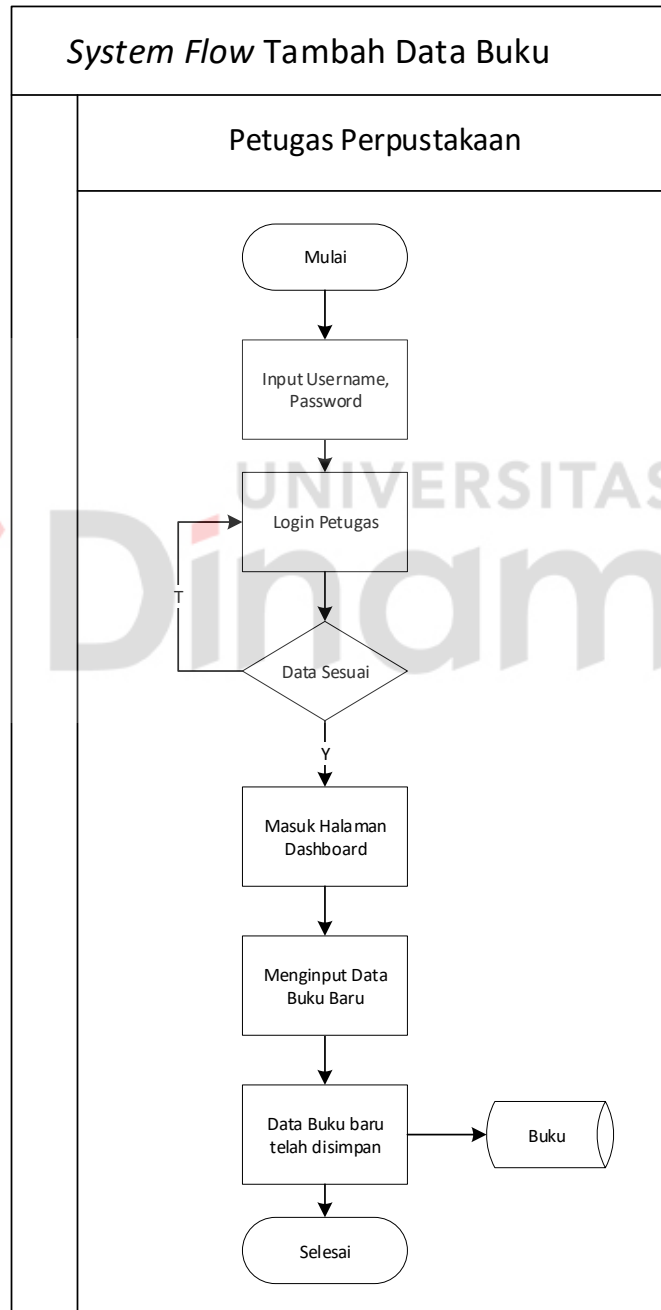 System Flow Tambah Data Buku
Petugas Perpustakaan
Mulai
Input Username,
Password
UNIVERSITAS
Dinam
Login Petugas
T
Data Sesuai
Y
Masuk Halaman
Dashboard
Menginput Data
Buku Baru
Data Buku baru
telah disimpan
Buku
Selesai